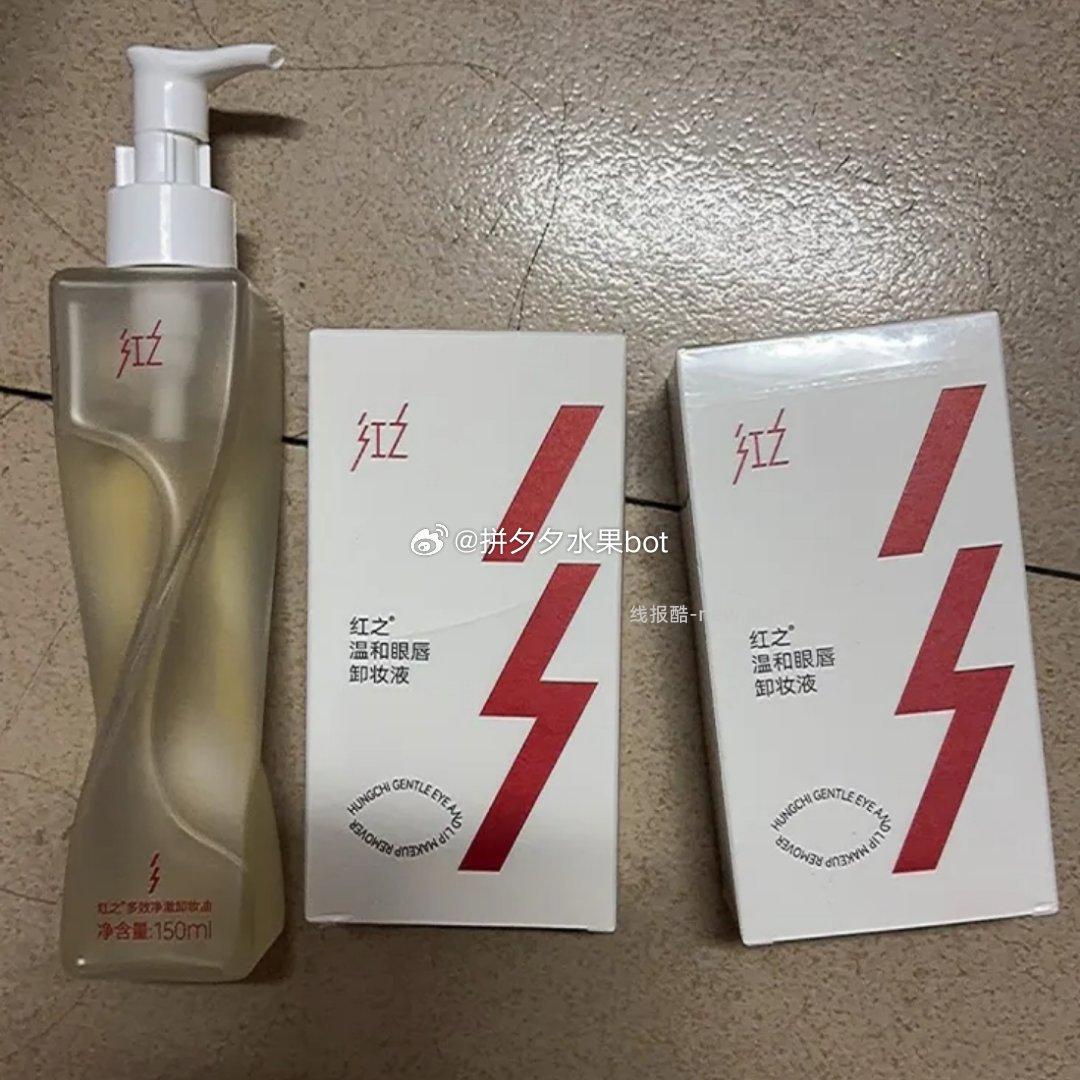 红之
红之®多效净澈卸妆油
净含量:150ml
红之
红之®
温和眼唇
卸妆液
HUNGCHI GENTLE EYE AND LIP MAKEUP REMOVER
红之
红之®
温和眼唇
卸妆液
HUNGCHI GENTLE EYE AND LIP MAKEUP REMOVER
@拼夕夕水果bot
线报酷-n